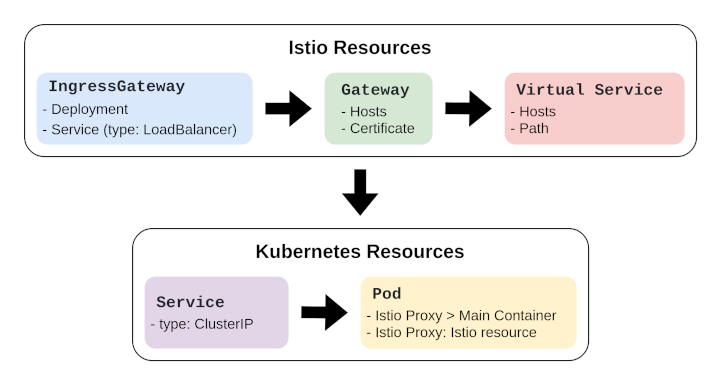 Istio Resources
IngressGateway
- Deployment
- Service (type: LoadBalancer)
Gateway
- Hosts
- Certificate
Virtual Service
- Hosts
- Path
Kubernetes Resources
Service
- type: ClusterIP
Pod
- Istio Proxy > Main Container
- Istio Proxy: Istio resource